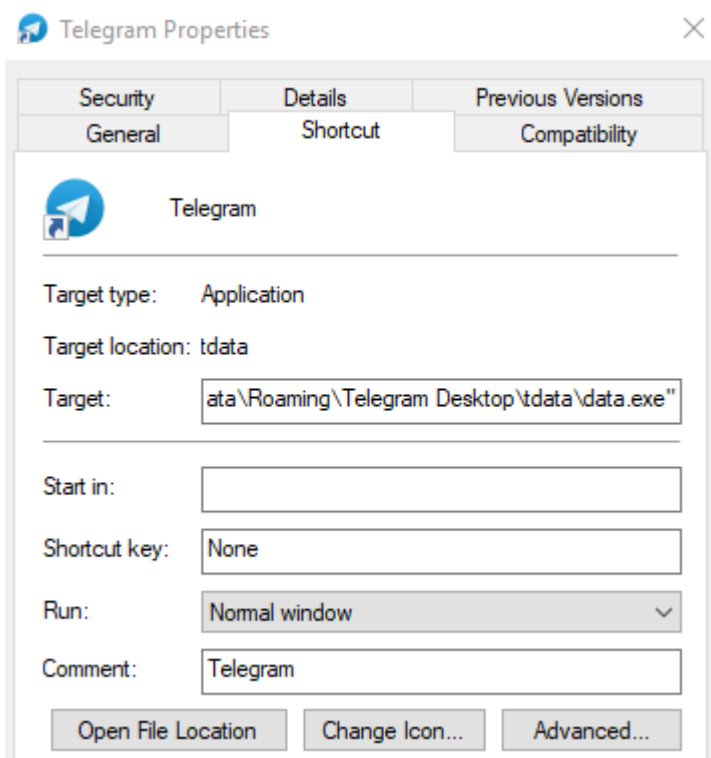 Telegram Properties
Security Details Previous Versions
General Shortcut Compatibility
Telegram
Target type: Application
Target location: tdata
Target: ata\Roaming\Telegram Desktop\tdata\data.exe"
Start in:
Shortcut key: None
Run: Normal window
Comment: Telegram
Open File Location Change Icon... Advanced...